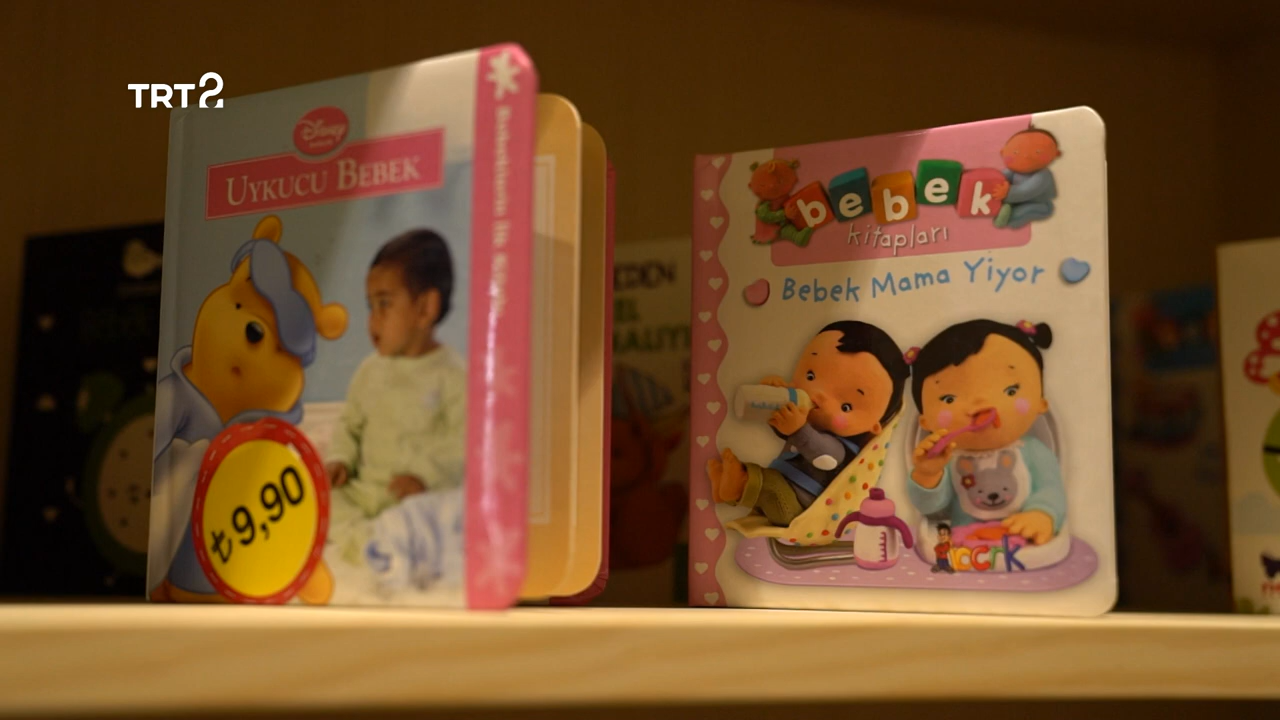 TRT2
Disney
UYKUCU BEBEK
₺9,90
bebek
kitapları
Bebek Mama Yiyor